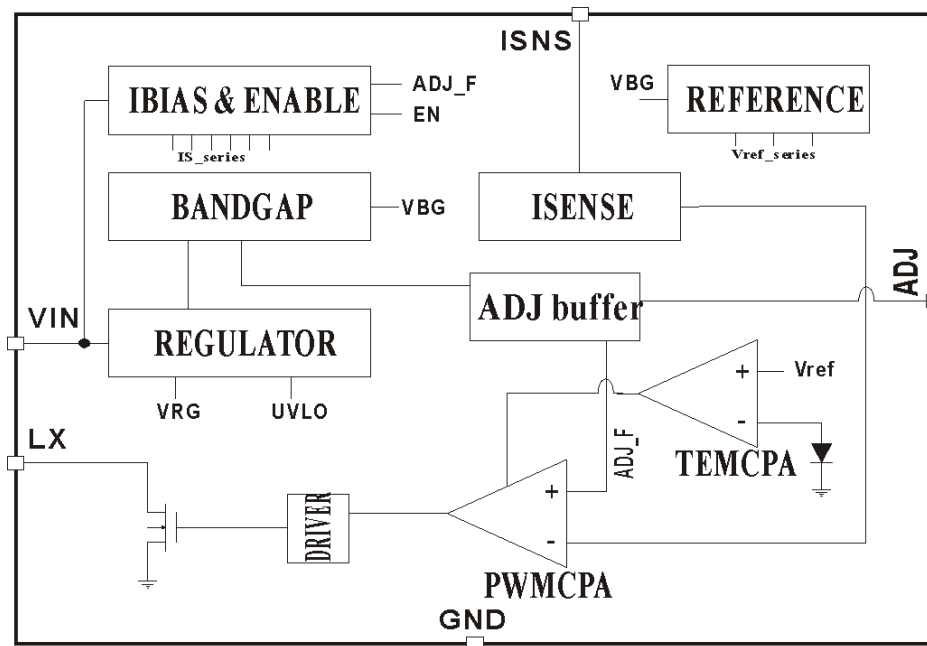 ISNS
IBIAS & ENABLE
ADJ_F
EN
IS_series
VBG
REFERENCE
Vref_series
BANDGAP
VBG
ISENSE
ADJ
ADJ buffer
VIN
REGULATOR
VRG
UVLO
+
Vref
-
TEMCPA
ADJ_F
LX
DRIVER
+
-
PWMCPA
GND